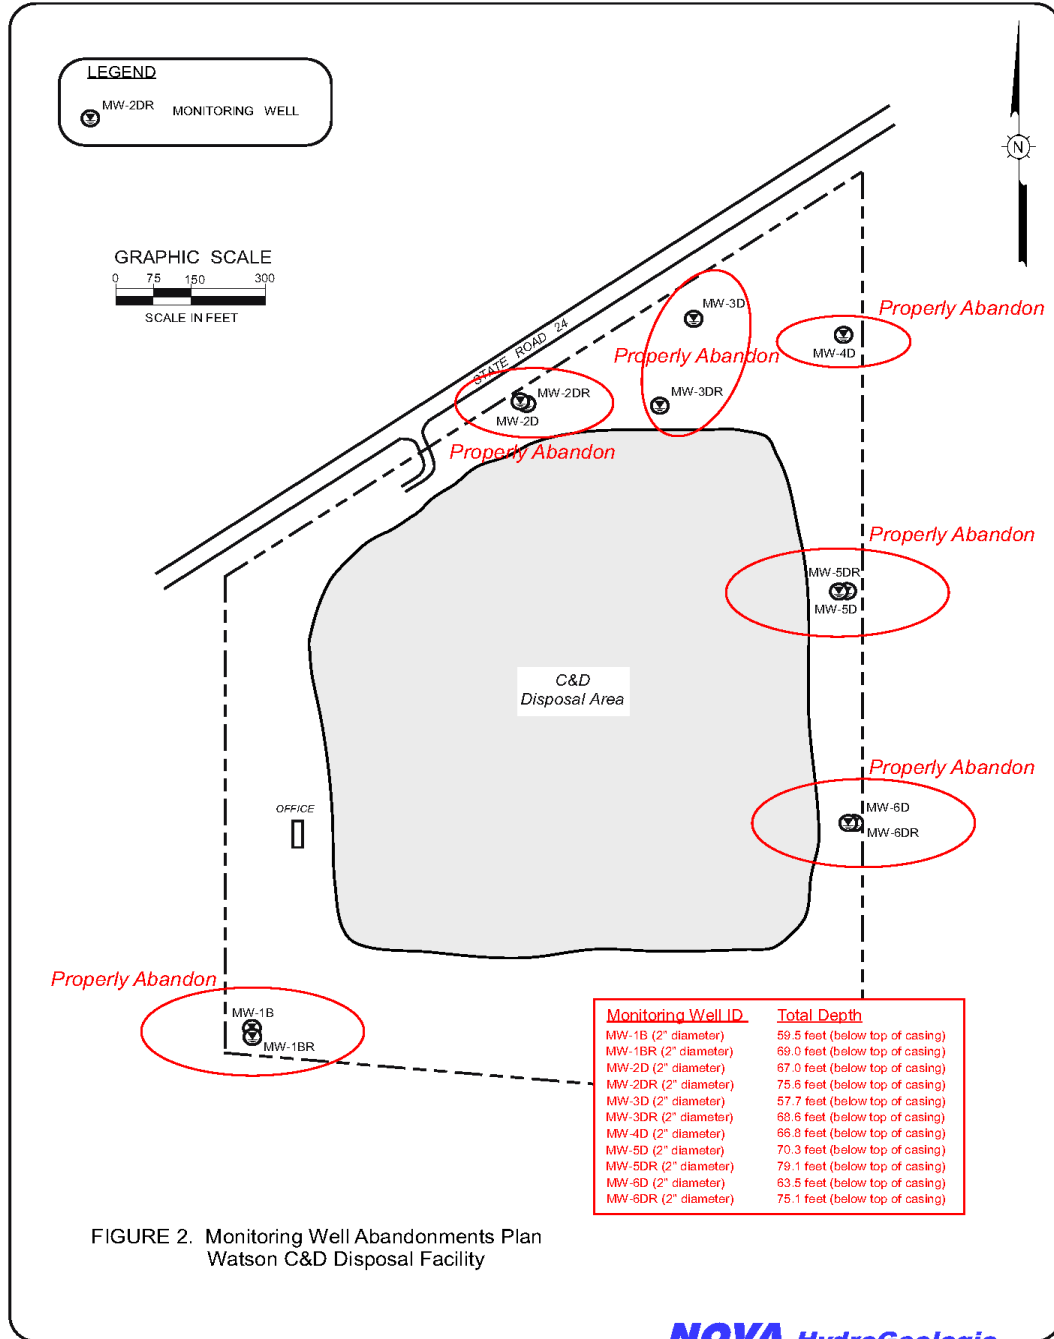 LEGEND
MW-2DR
MONITORING WELL
N
GRAPHIC SCALE
0 75 150 300
SCALE IN FEET
STATE ROAD 24
MW-3D
Properly Abandon
MW-3DR
Properly Abandon
MW-4D
MW-2DR
MW-2D
Properly Abandon
Properly Abandon
MW-5DR
MW-5D
C&D
Disposal Area
Properly Abandon
MW-6D
MW-6DR
OFFICE
Properly Abandon
MW-1B
MW-1BR
Monitoring Well ID Total Depth
MW-1B (2" diameter) 59.5 feet (below top of casing)
MW-1BR (2" diameter) 69.0 feet (below top of casing)
MW-2D (2" diameter) 67.0 feet (below top of casing)
MW-2DR (2" diameter) 75.6 feet (below top of casing)
MW-3D (2" diameter) 57.7 feet (below top of casing)
MW-3DR (2" diameter) 68.6 feet (below top of casing)
MW-4D (2" diameter) 66.8 feet (below top of casing)
MW-5D (2" diameter) 70.3 feet (below top of casing)
MW-5DR (2" diameter) 79.1 feet (below top of casing)
MW-6D (2" diameter) 63.5 feet (below top of casing)
MW-6DR (2" diameter) 75.1 feet (below top of casing)
FIGURE 2. Monitoring Well Abandonments Plan
Watson C&D Disposal Facility
NOVA HydroGeologic